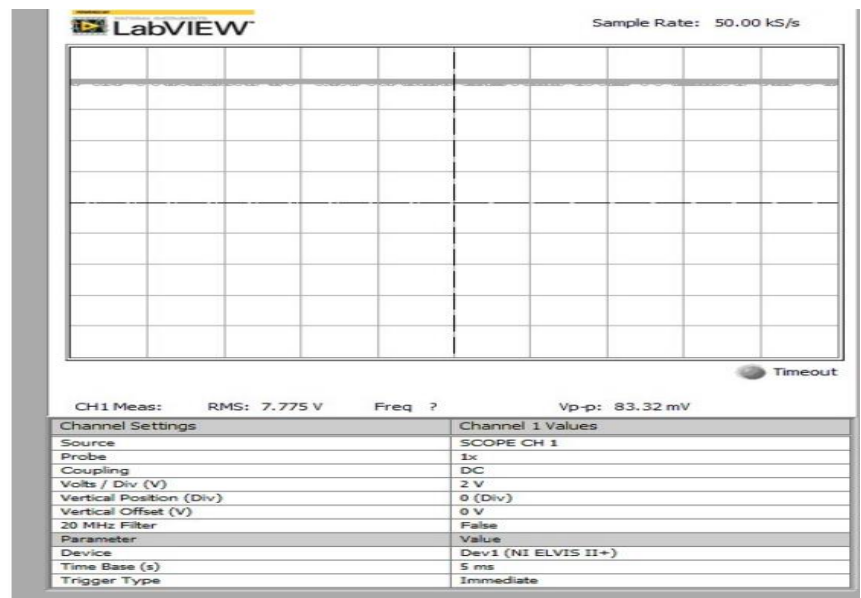 LabVIEW
Sample Rate: 50.00 kS/s
Timeout
CH1 Meas: RMS: 7.775 V Freq ? Vp-p: 83.32 mV
Channel Settings Channel 1 Values
Source SCOPE CH 1
Probe 1x
Coupling DC
Volts / Div (V) 2 V
Vertical Position (Div) 0 (Div)
Vertical Offset (V) 0 V
20 MHz Filter False
Parameter Value
Device Dev1 (NI ELVIS II+)
Time Base (s) 5 ms
Trigger Type Immediate